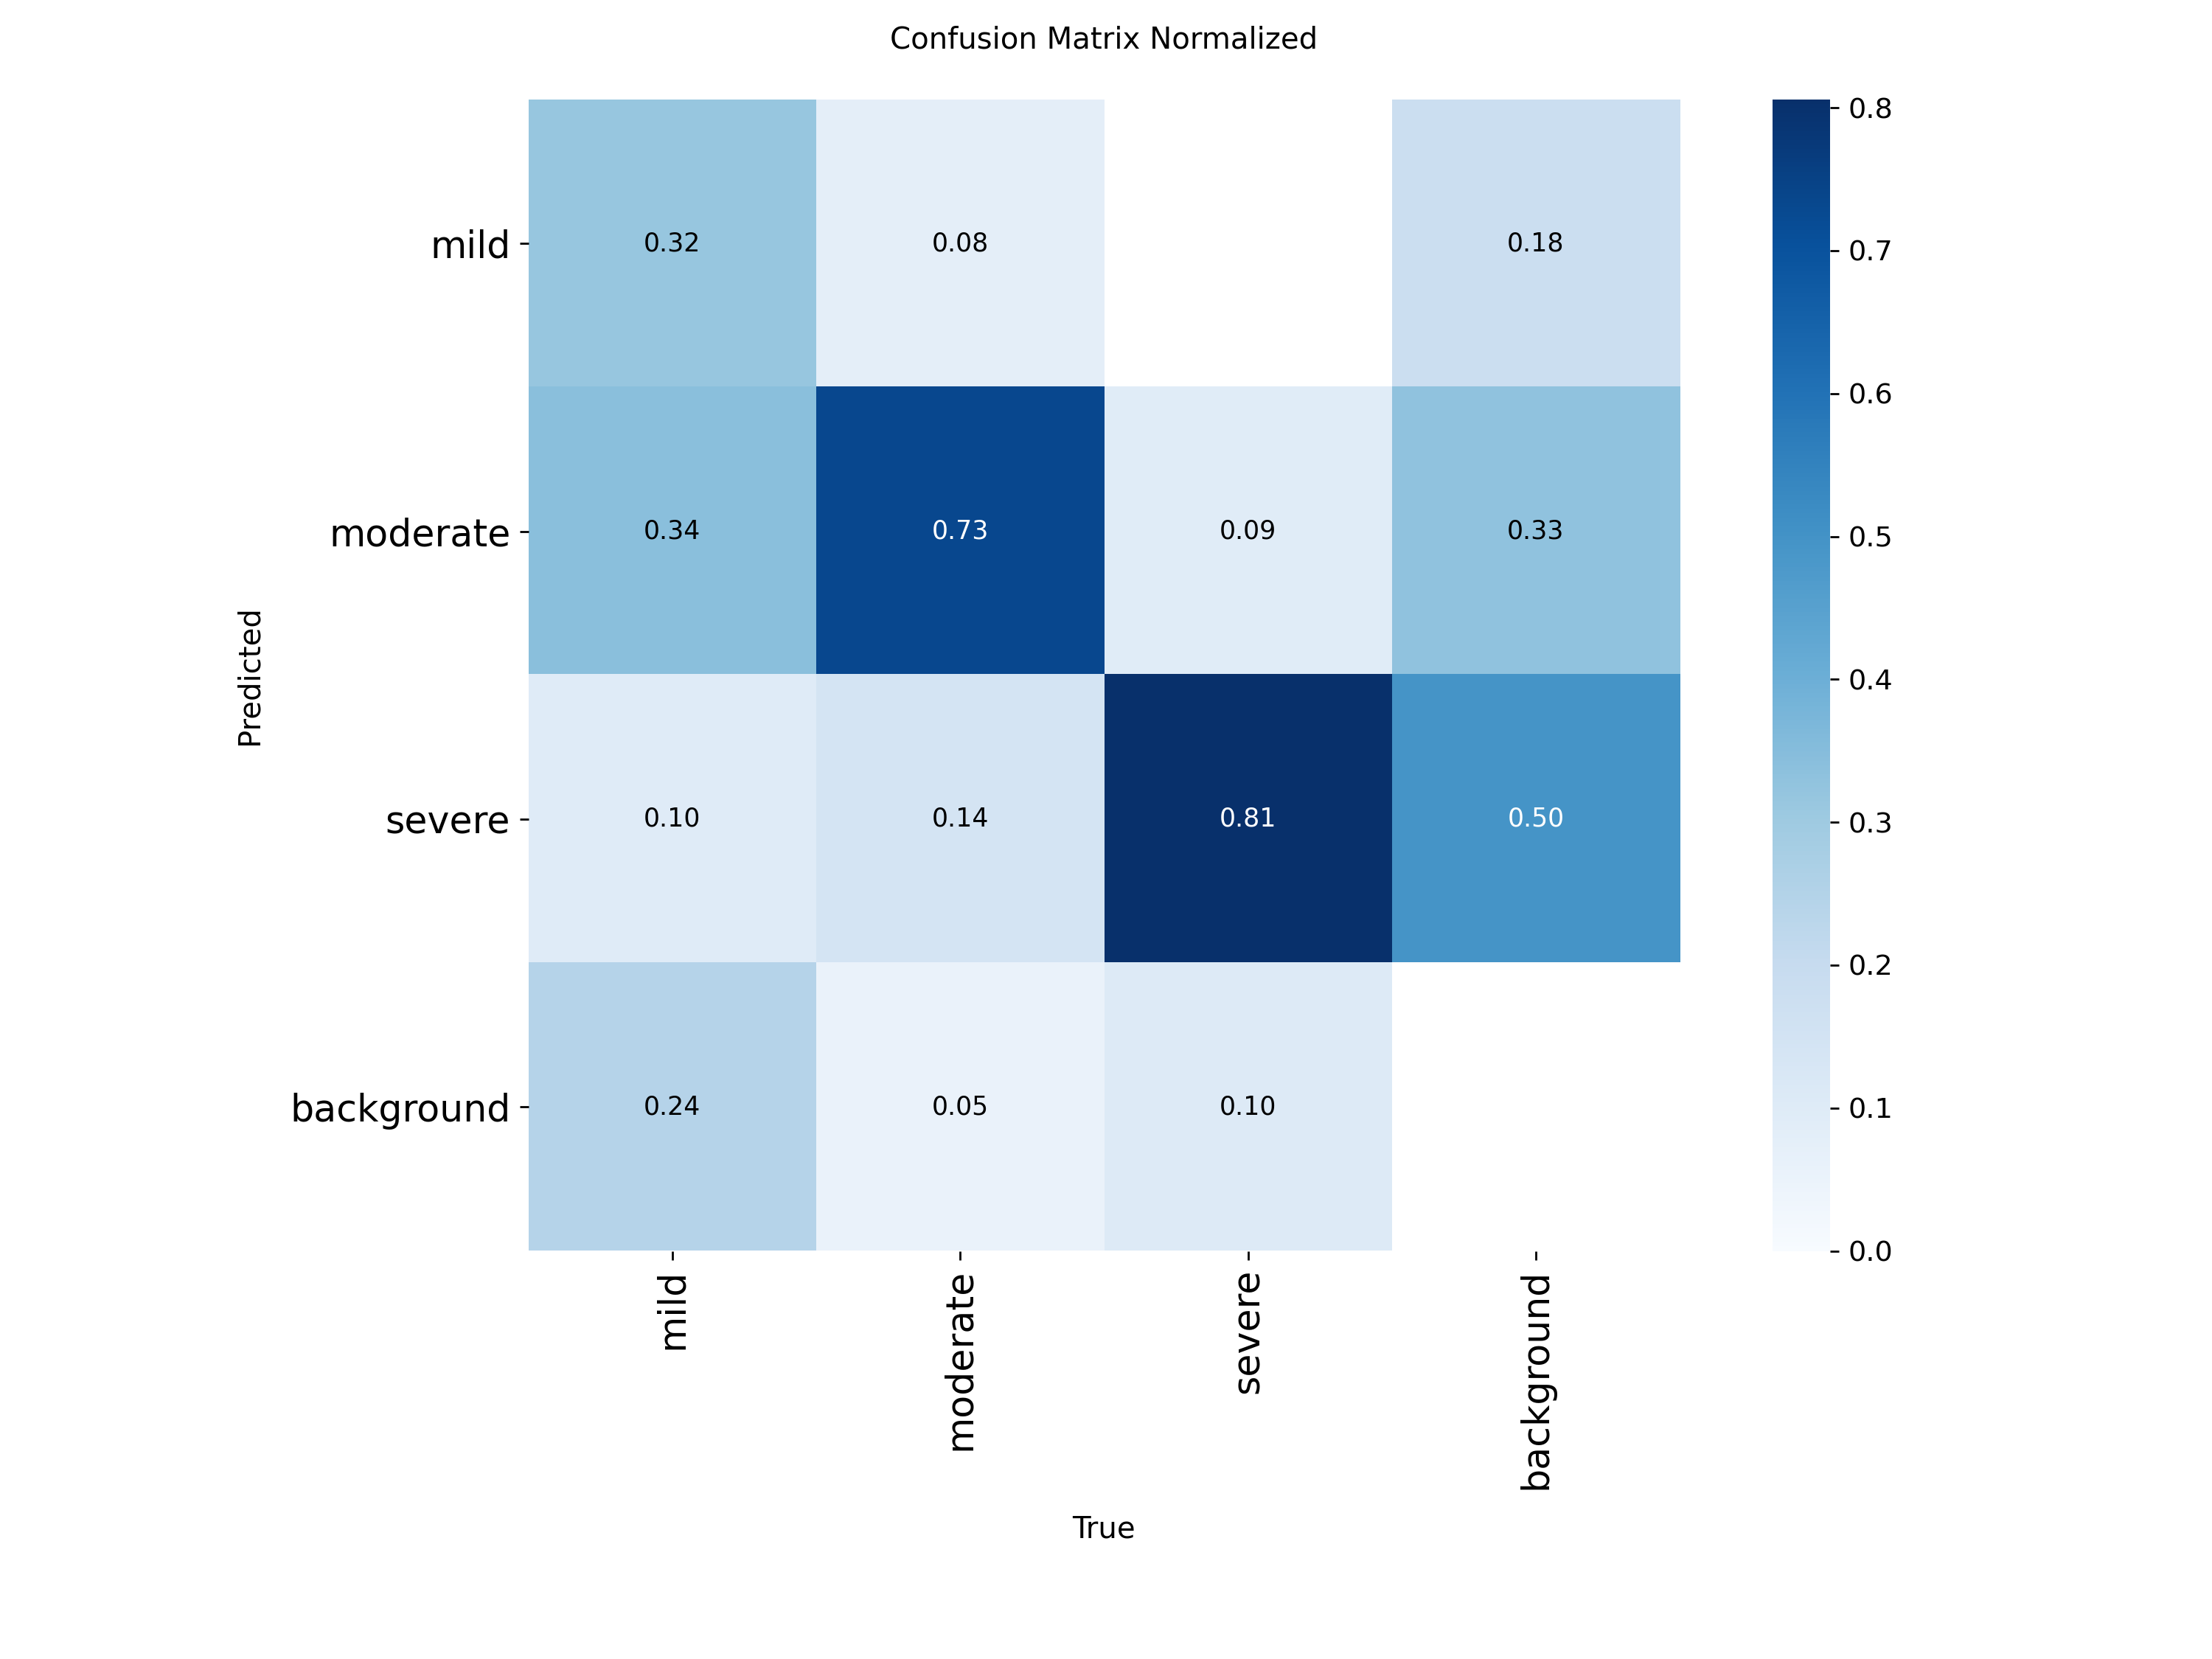 Confusion Matrix Normalized
mild
0.32 0.08 0.18
moderate
0.34 0.73 0.09 0.33
severe
0.10 0.14 0.81 0.50
background
0.24 0.05 0.10
Predicted
mild
moderate
severe
background
True
0.8
0.7
0.6
0.5
0.4
0.3
0.2
0.1
0.0